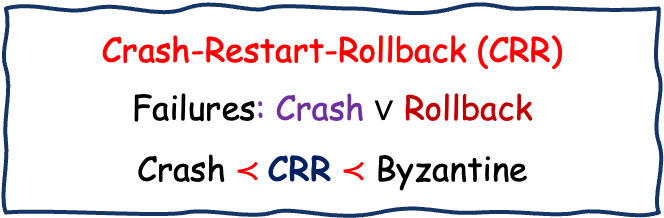 Crash-Restart-Rollback (CRR)
Failures: Crash ∨ Rollback
Crash ≺ CRR ≺ Byzantine